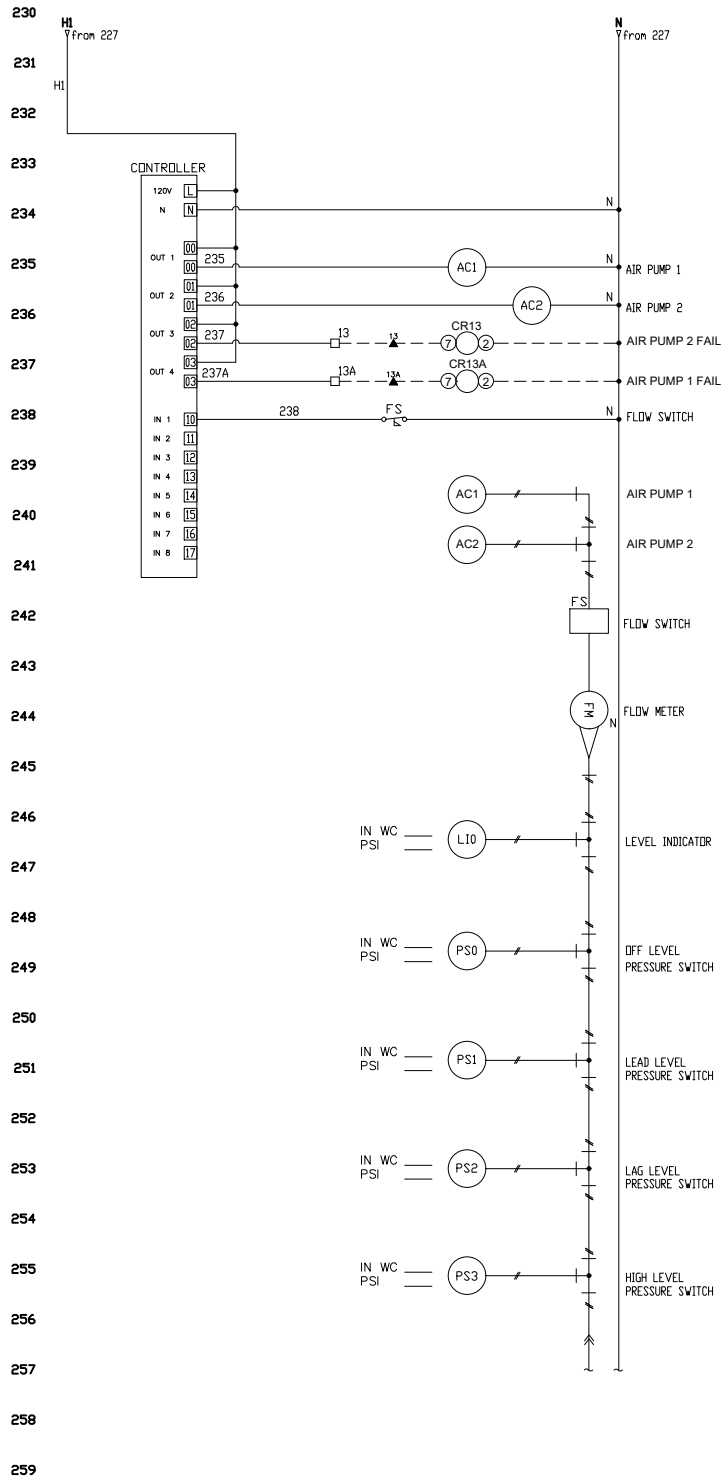 230
H1
from 227
N
from 227
231
H1
232
233
CONTROLLER
120V L
N N N
234
00
OUT 1
235
00 235 AC1 N AIR PUMP 1
01
OUT 2
236
01 236 AC2 N AIR PUMP 2
02
OUT 3
02 237 13 13 7 CR13 2 AIR PUMP 2 FAIL
237
03
OUT 4
03 237A 13A 13A 7 CR13A 2 AIR PUMP 1 FAIL
238
IN 1 10 238 FS N FLOW SWITCH
IN 2 11
239
IN 3 12
IN 4 13
IN 5 14 AC1 AIR PUMP 1
240
IN 6 15
IN 7 16 AC2 AIR PUMP 2
IN 8 17
241
242
FS
FLOW SWITCH
243
244
FM FLOW METER
N
245
246
IN WC
PSI
LI0 LEVEL INDICATOR
247
248
IN WC
PSI
PS0 OFF LEVEL
PRESSURE SWITCH
249
250
IN WC
PSI
251
PS1 LEAD LEVEL
PRESSURE SWITCH
252
253
IN WC
PSI
PS2 LAG LEVEL
PRESSURE SWITCH
254
255
IN WC
PSI
PS3 HIGH LEVEL
PRESSURE SWITCH
256
257
258
259